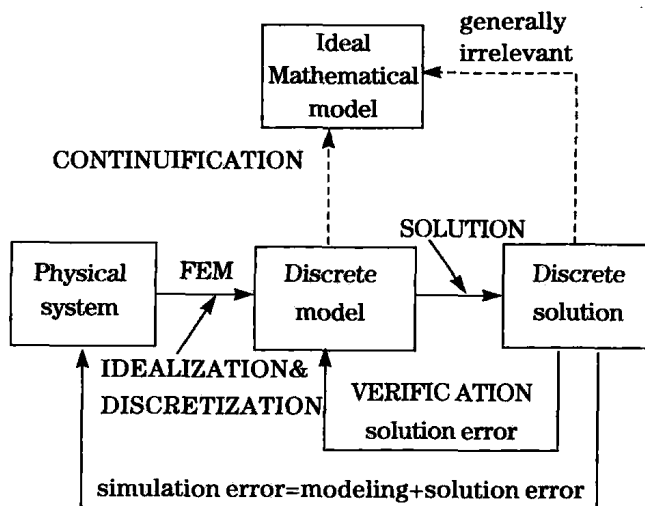 generally
irrelevant
Ideal
Mathematical
model
CONTINUIFICATION
SOLUTION
Physical
system
FEM
Discrete
model
Discrete
solution
IDEALIZATION&
DISCRETIZATION
VERIFIC ATION
solution error
simulation error=modeling+solution error